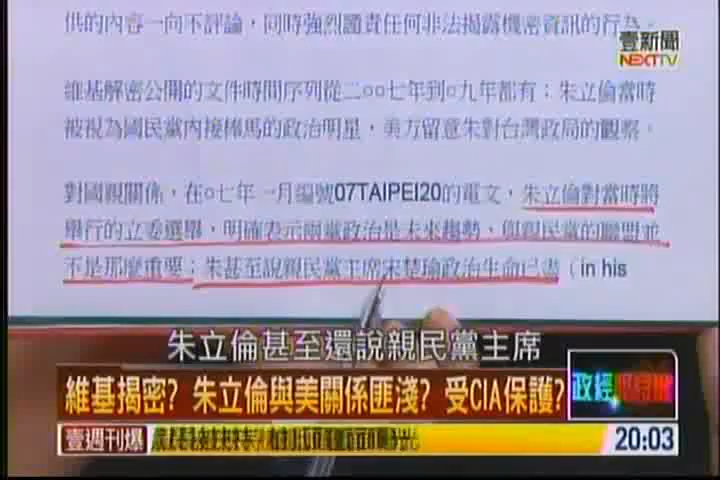 供的內容一向不評論，同時強烈譴責任何非法揭露機密資訊的行為。
壹新聞
NEXTTV
維基解密公開的文件時間序列從二○○七年到○九年都有；朱立倫當時
被視為國民黨內接棒馬的政治明星，美方留意朱對台灣政局的觀察。
對國親關係，在○七年一月編號07TAIPEI20的電文，朱立倫對當時將
舉行的立委選舉，明確表示兩黨政治是未來趨勢，與親民黨的聯盟並
不是那麼重要；朱甚至說親民黨主席宋楚瑜政治生命已盡（in his
朱立倫甚至還說親民黨主席
維基揭密？ 朱立倫與美關係匪淺？ 受CIA保護？
政經
壹週刊爆
20:03